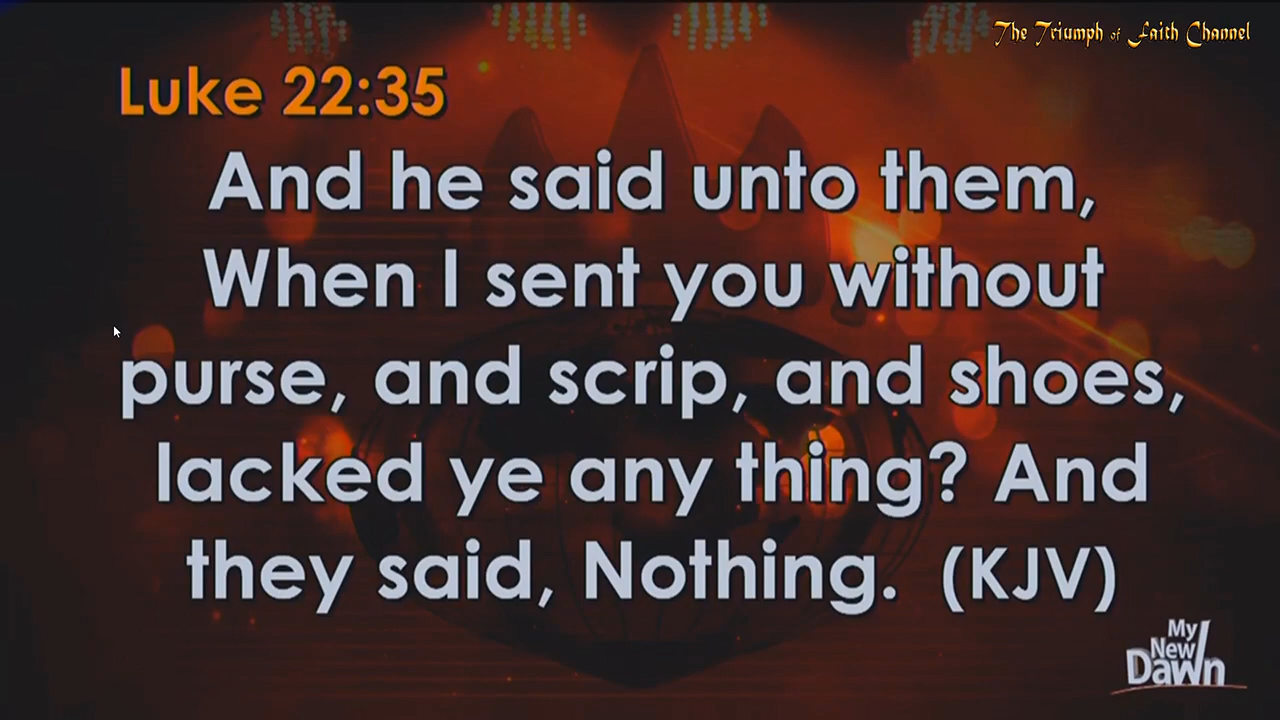 The Triumph of Faith Channel
Luke 22:35
And he said unto them,
When I sent you without
purse, and scrip, and shoes,
lacked ye any thing? And
they said, Nothing. (KJV)
My
New
Dawn